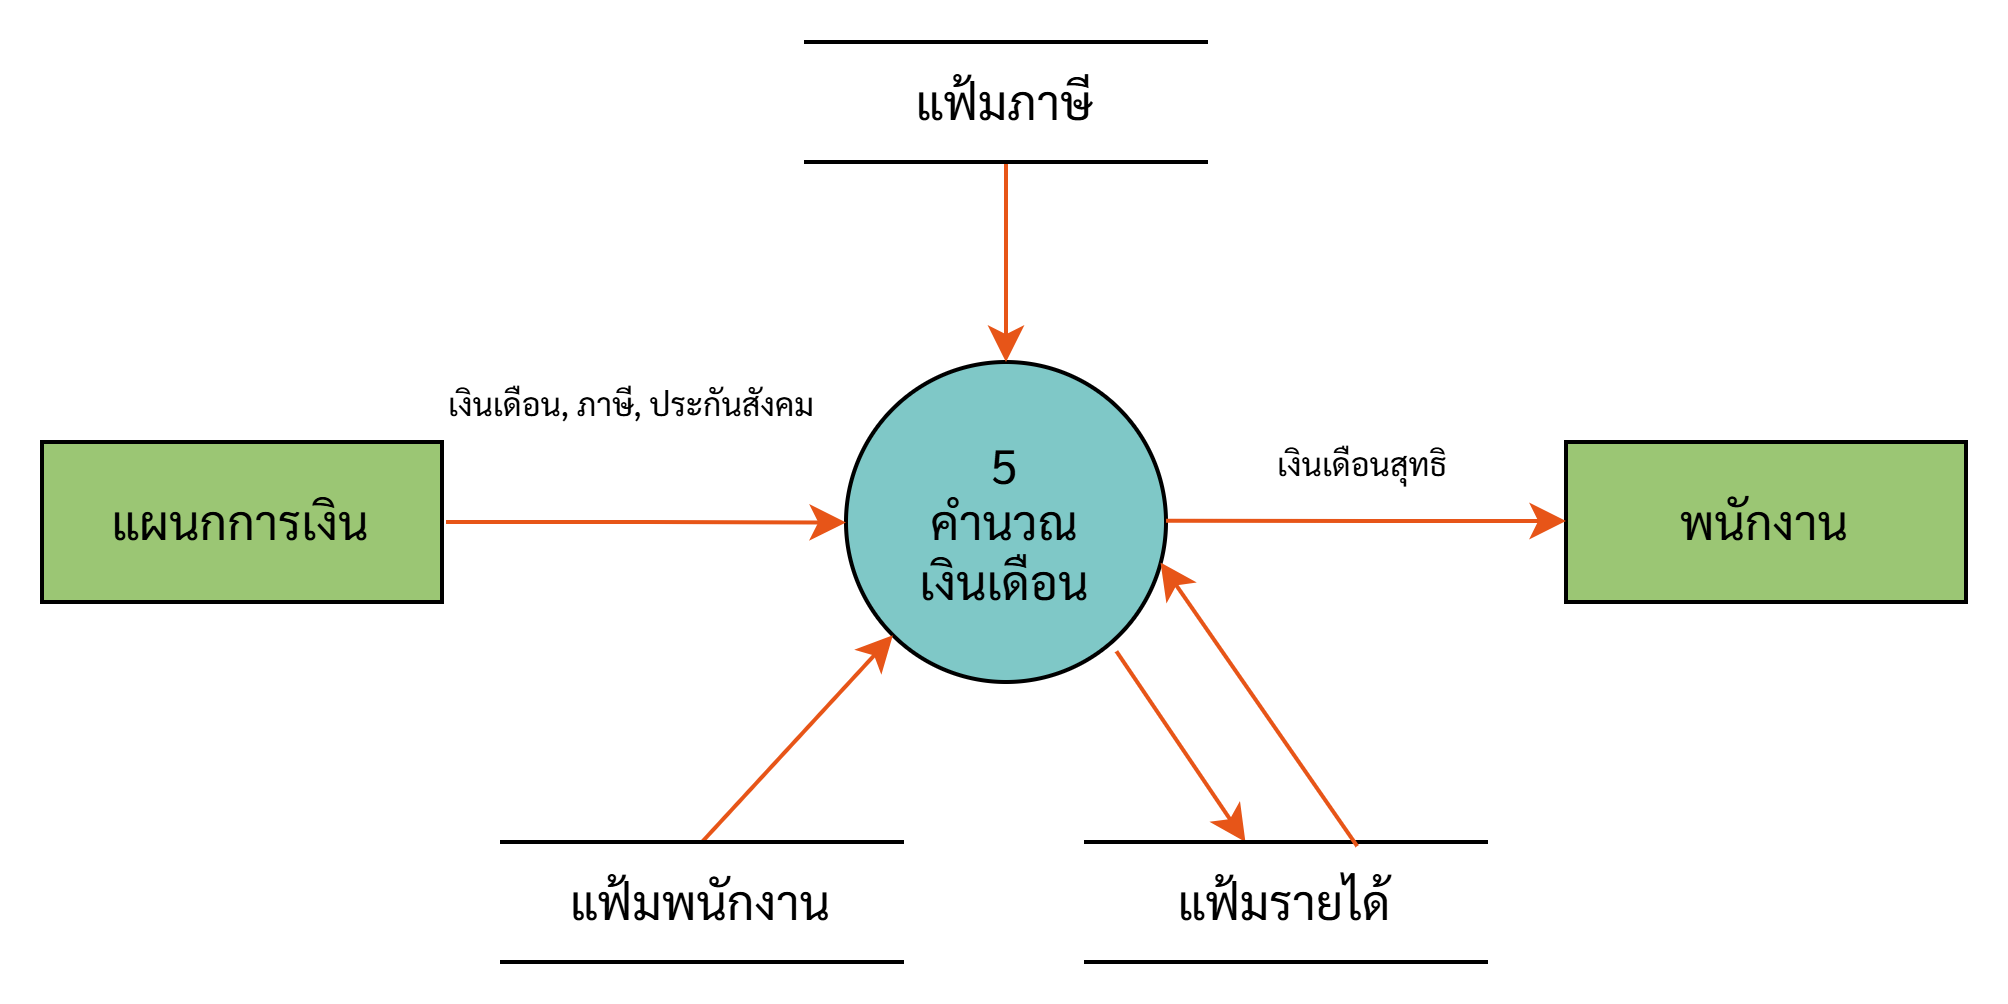 แฟ้มภาษี
เงินเดือน, ภาษี, ประกันสังคม
แผนกการเงิน
5
คำนวณ
เงินเดือน
เงินเดือนสุทธิ
พนักงาน
แฟ้มพนักงาน
แฟ้มรายได้